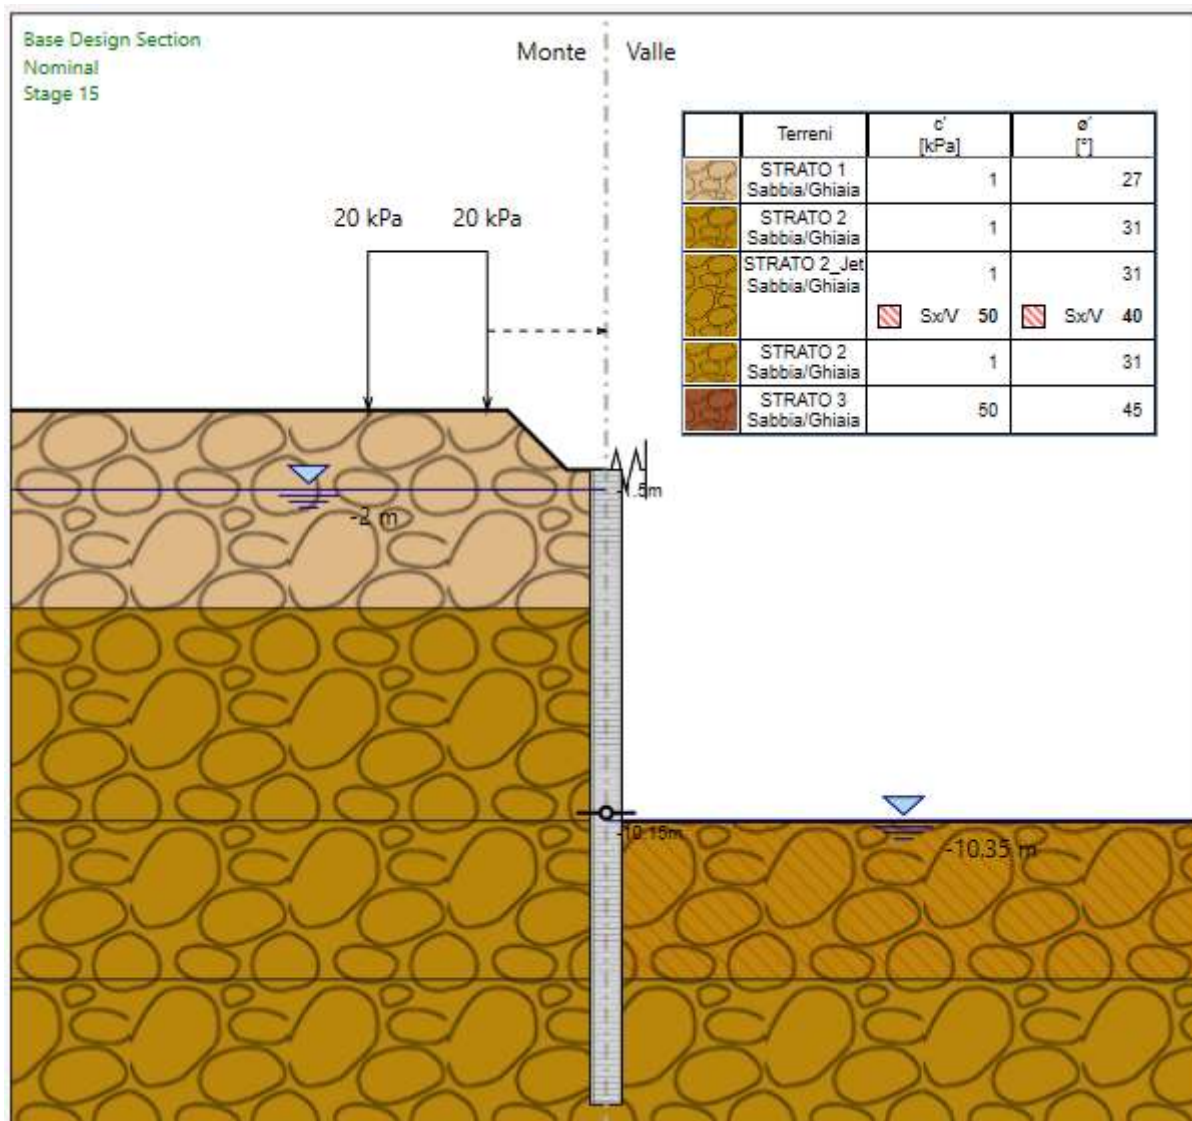 Base Design Section
Nominal
Stage 15
Monte
Valle
Terreni
c'
[kPa]
ø'
[°]
STRATO 1
Sabbia/Ghiaia
1
27
STRATO 2
Sabbia/Ghiaia
1
31
STRATO 2_Jet
Sabbia/Ghiaia
1
31
Sx/V 50
Sx/V 40
STRATO 2
Sabbia/Ghiaia
1
31
STRATO 3
Sabbia/Ghiaia
50
45
20 kPa
20 kPa
-1.5m
-2 m
-10.15m
-10.35 m